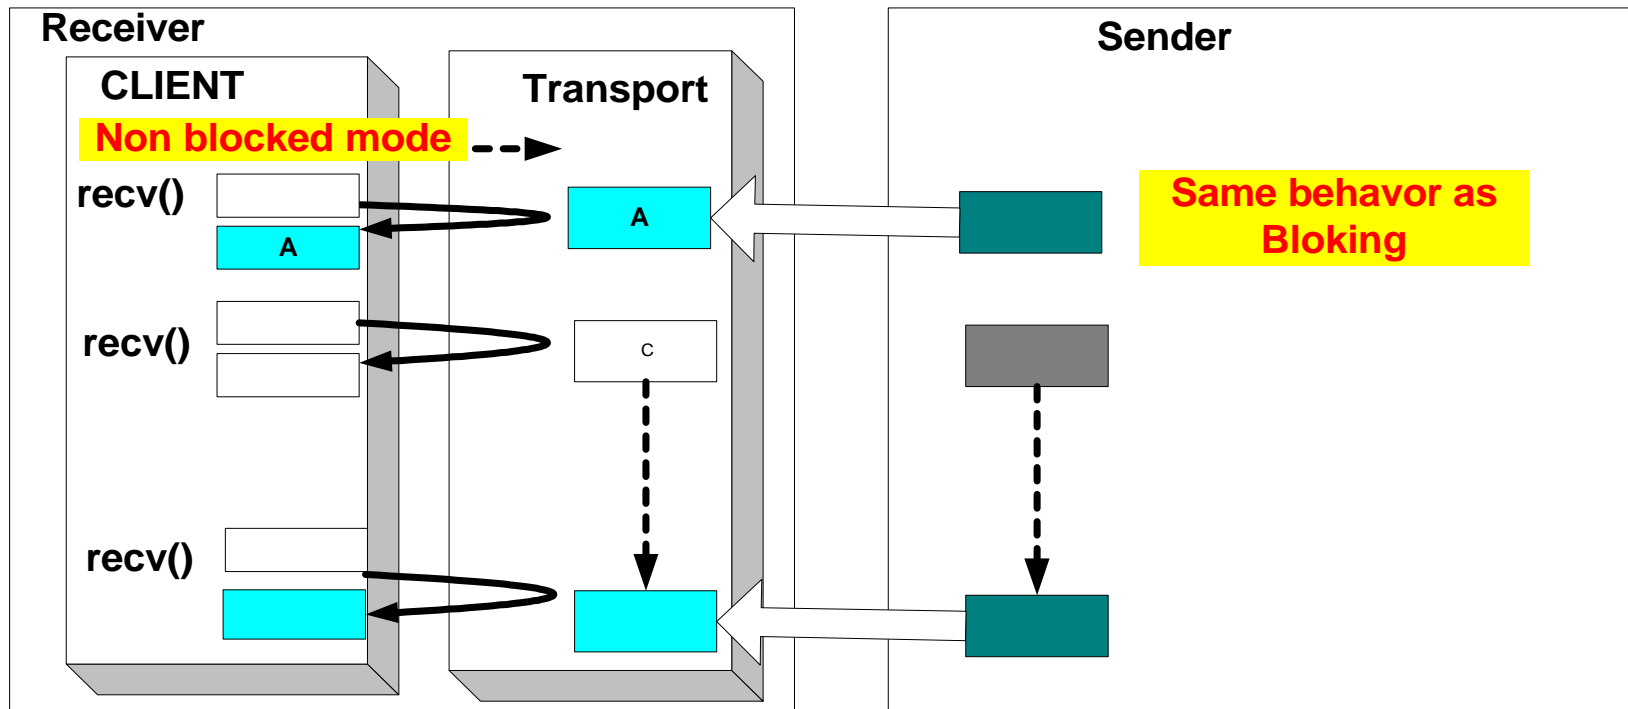 Receiver
Sender
CLIENT
Transport
Non blocked mode
recv()
A
A
Same behavor as
Bloking
recv()
C
recv()